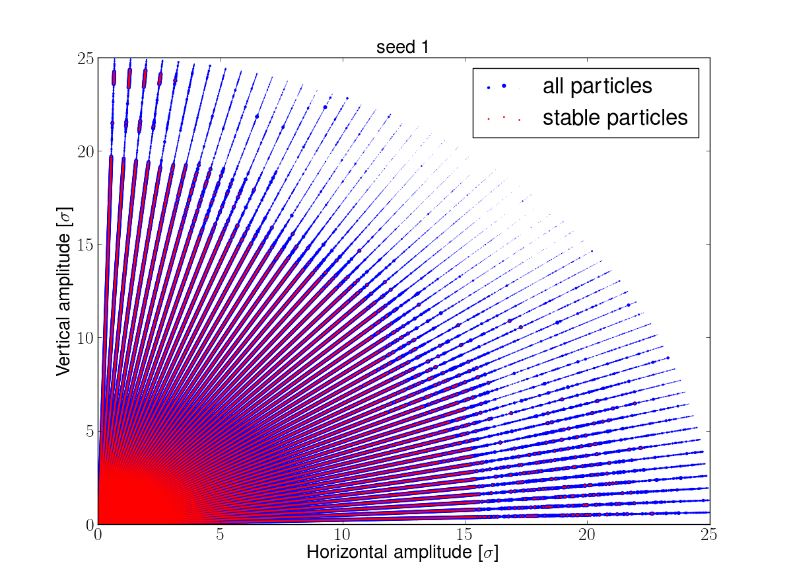 seed 1
all particles
stable particles
Vertical amplitude [σ]
25
20
15
10
5
0
0 5 10 15 20 25
Horizontal amplitude [σ]